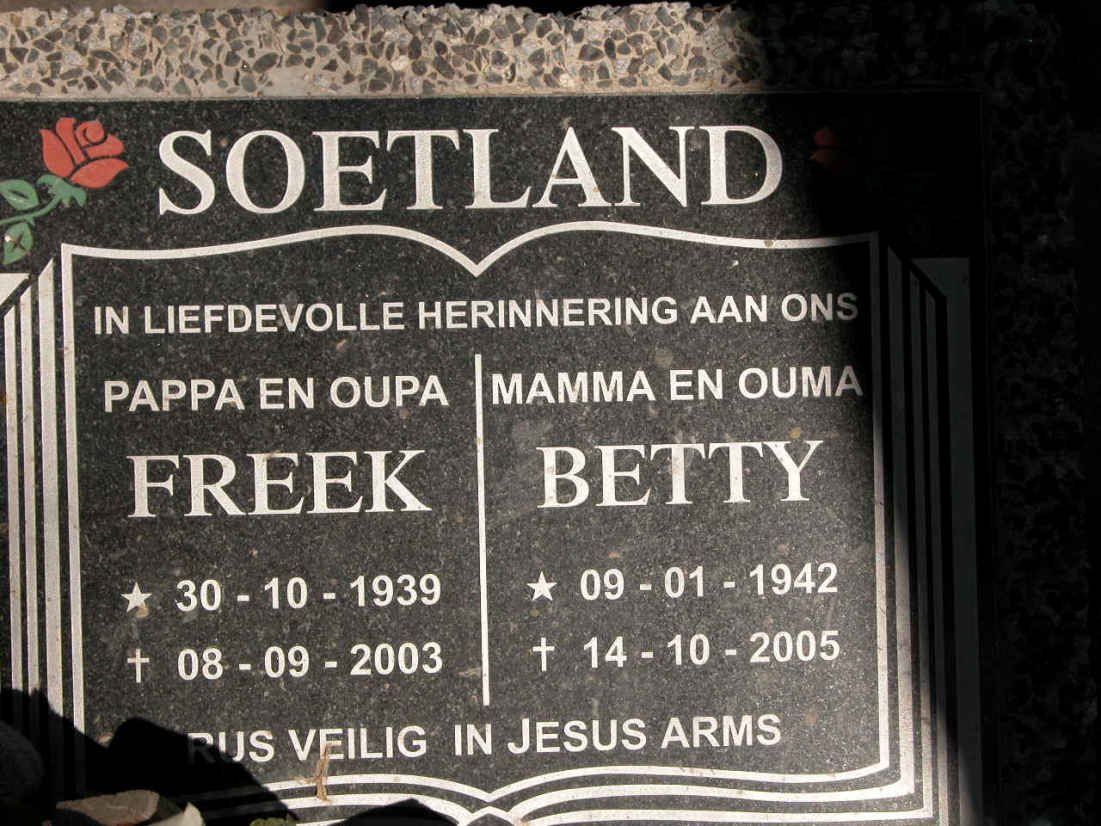 SOETLAND
IN LIEFDEVOLLE HERINNERING AAN ONS
PAPPA EN OUPA
FREEK
★ 30 - 10 - 1939
† 08 - 09 - 2003
MAMMA EN OUMA
BETTY
★ 09 - 01 - 1942
† 14 - 10 - 2005
RUS VEILIG IN JESUS ARMS